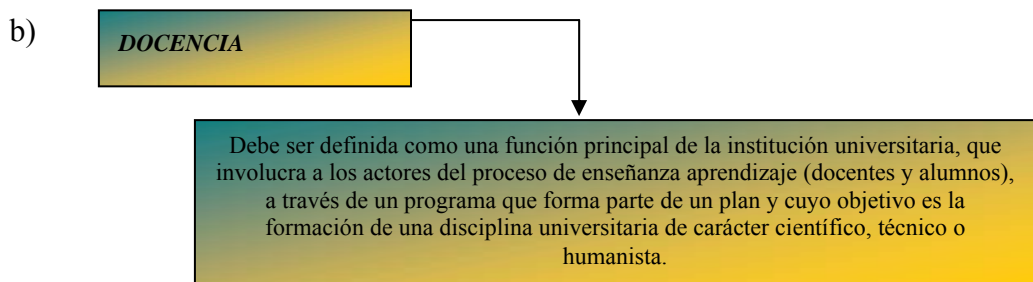 b)
DOCENCIA
Debe ser definida como una función principal de la institución universitaria, que
involucra a los actores del proceso de enseñanza aprendizaje (docentes y alumnos),
a través de un programa que forma parte de un plan y cuyo objetivo es la
formación de una disciplina universitaria de carácter científico, técnico o
humanista.